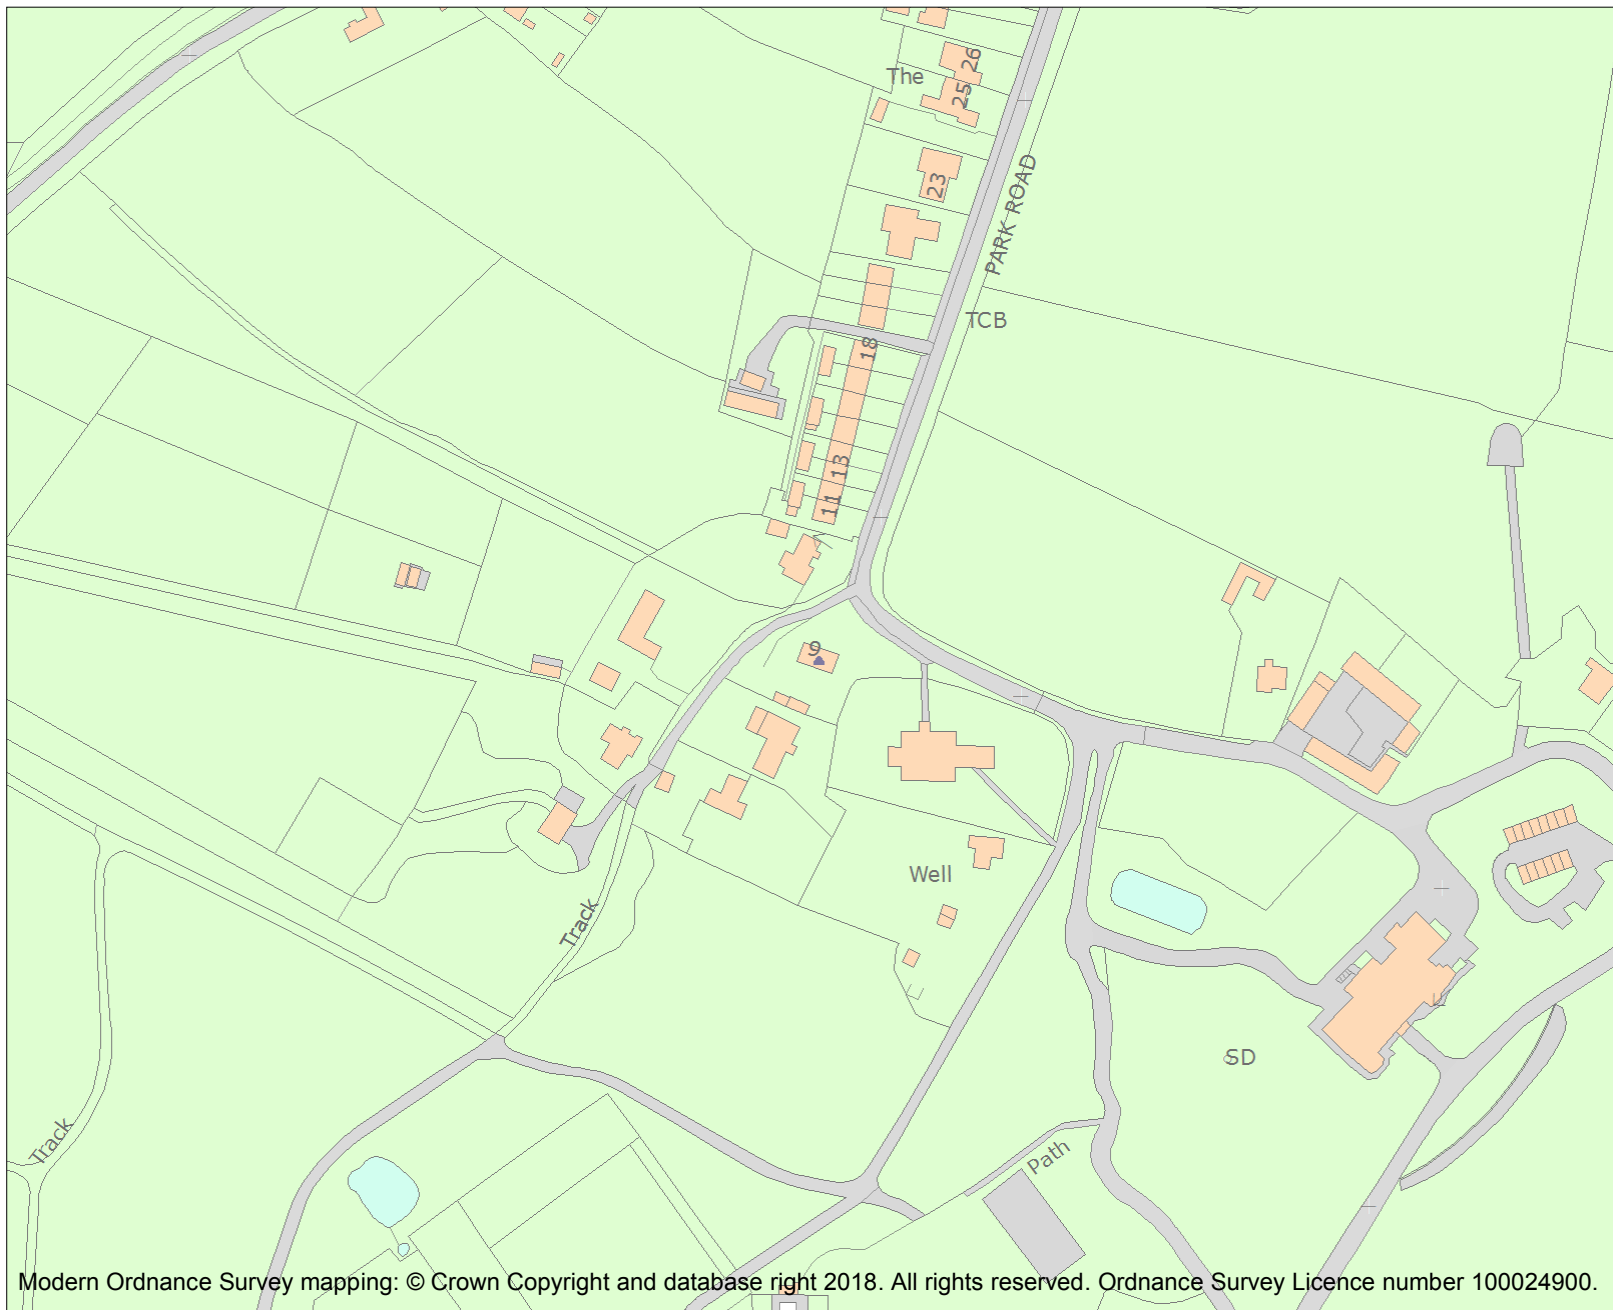 The
26
25
23
PARK ROAD
TCB
18
13
11
9
Well
Track
SD
Track
Path
Modern Ordnance Survey mapping: © Crown Copyright and database right 2018. All rights reserved. Ordnance Survey Licence number 100024900.